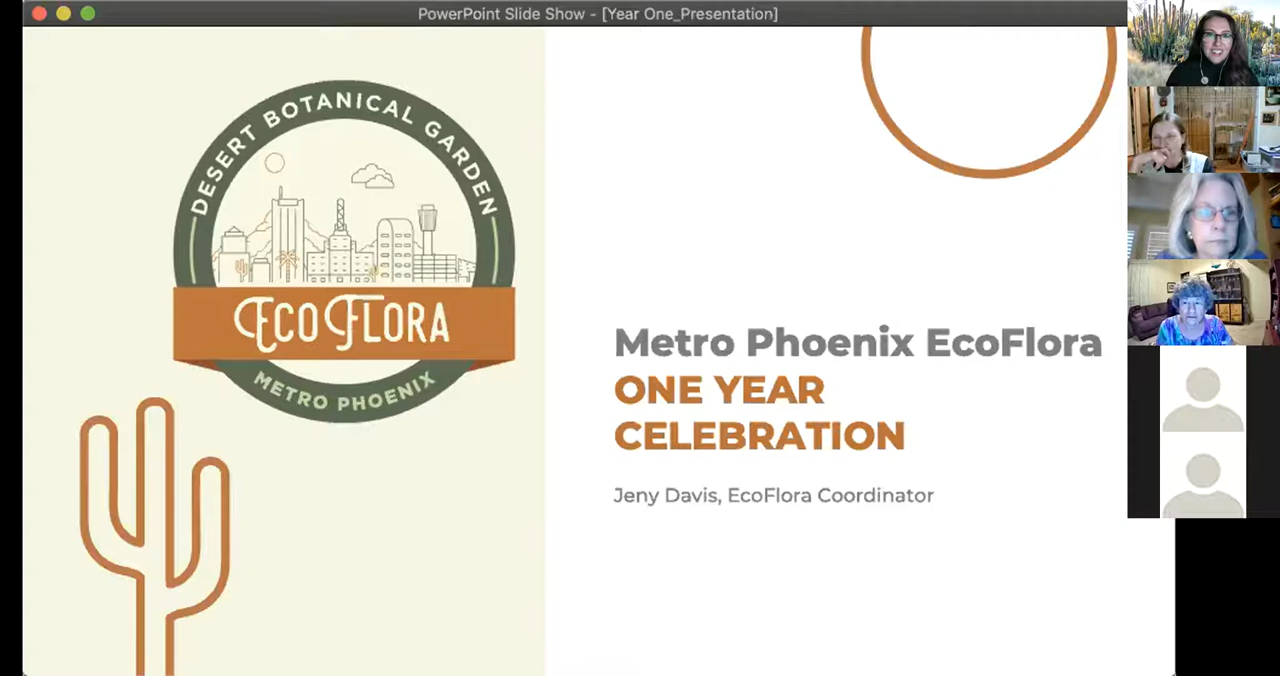 PowerPoint Slide Show - [Year One_Presentation]
DESERT BOTANICAL GARDEN
ECOFLORA
METRO PHOENIX
Metro Phoenix EcoFlora
ONE YEAR
CELEBRATION
Jeny Davis, EcoFlora Coordinator